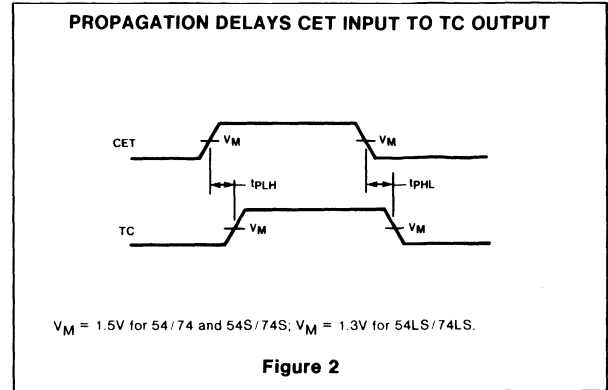 PROPAGATION DELAYS CET INPUT TO TC OUTPUT
CET
VM
VM
tPLH
tPHL
TC
VM
VM
VM = 1.5V for 54/74 and 54S/74S; VM = 1.3V for 54LS/74LS.
Figure 2